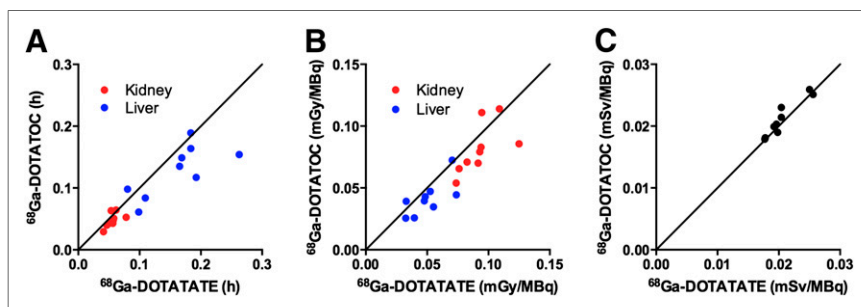 A
⁶⁸Ga-DOTATOC (h)
0.3
0.2
0.1
0.0
Kidney
Liver
0.0 0.1 0.2 0.3
⁶⁸Ga-DOTATATE (h)
B
⁶⁸Ga-DOTATOC (mGy/MBq)
0.15
0.10
0.05
0.00
Kidney
Liver
0.00 0.05 0.10 0.15
⁶⁸Ga-DOTATATE (mGy/MBq)
C
⁶⁸Ga-DOTATOC (mSv/MBq)
0.03
0.02
0.01
0.00
0.00 0.01 0.02 0.03
⁶⁸Ga-DOTATATE (mSv/MBq)